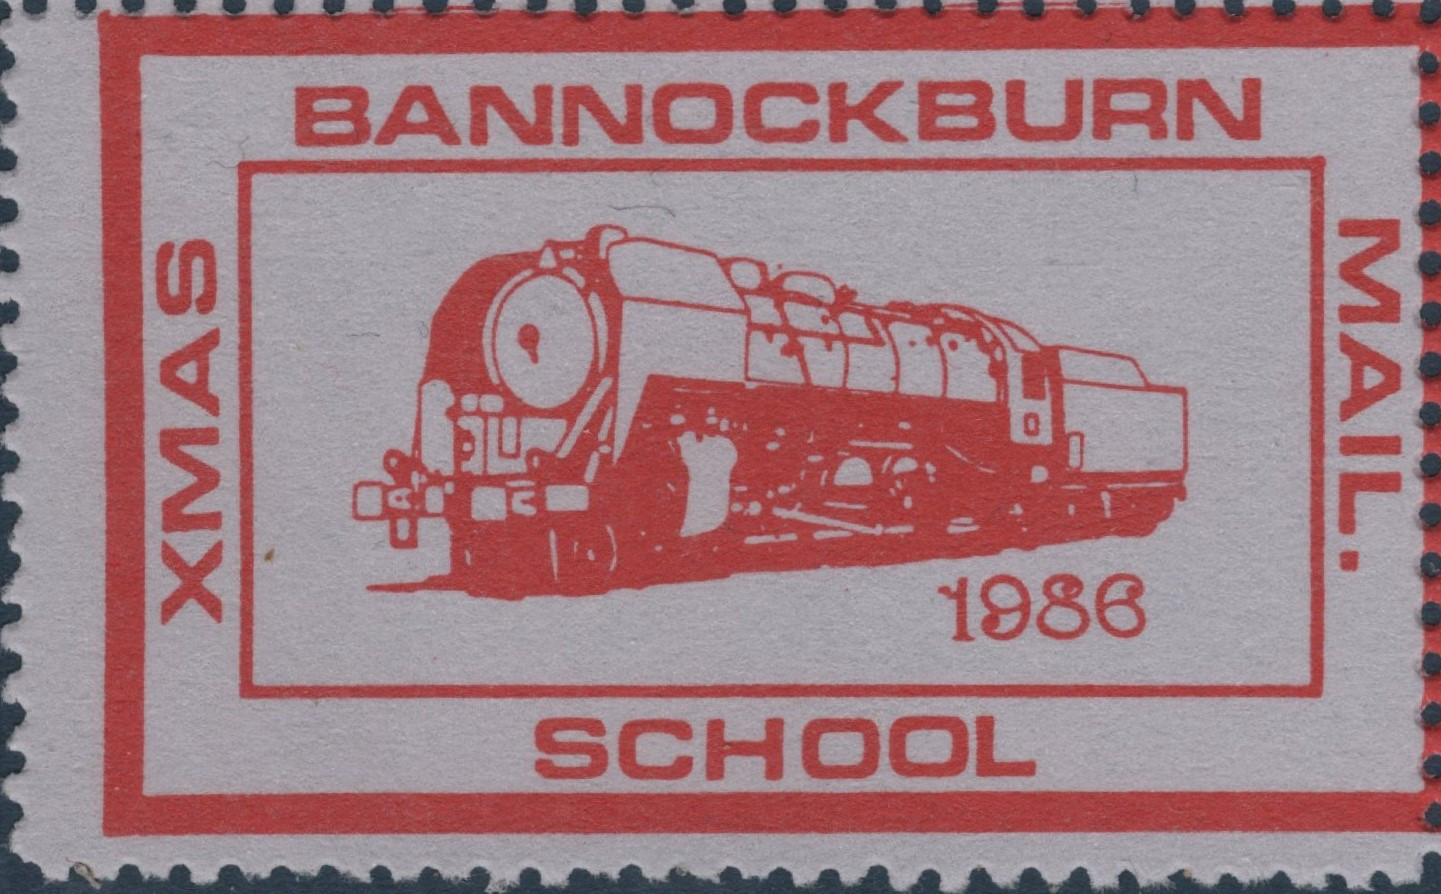 BANNOCKBURN
XMAS
MAIL.
1986
SCHOOL